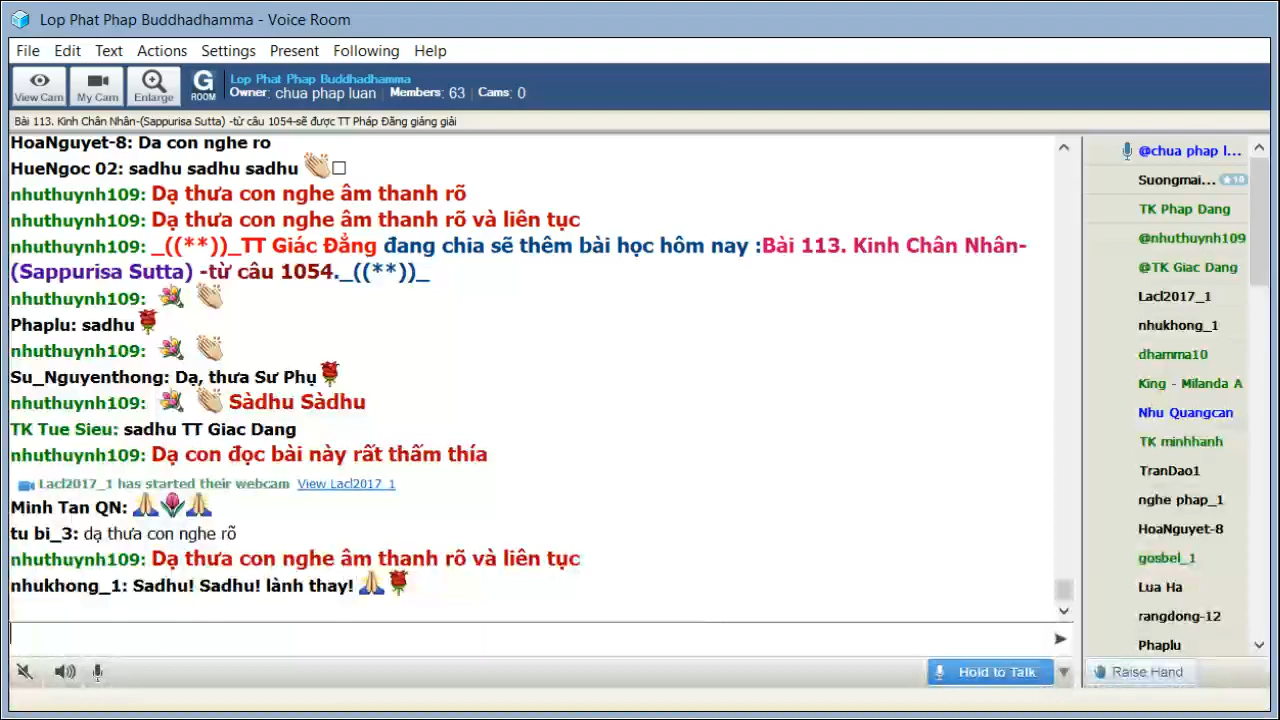 Lop Phat Phap Buddhadhamma - Voice Room
File Edit Text Actions Settings Present Following Help
View Cam My Cam Enlarge G ROOM
Lop Phat Phap Buddhadhamma
Owner: chua phap luan Members: 63 Cams: 0
Bài 113. Kinh Chân Nhân-(Sappurisa Sutta) -từ câu 1054-sẽ được TT Pháp Đăng giảng giải
HoaNguyet-8: Da con nghe ro
HueNgoc 02: sadhu sadhu sadhu
nhuthuynh109: Dạ thưa con nghe âm thanh rõ
nhuthuynh109: Dạ thưa con nghe âm thanh rõ và liên tục
nhuthuynh109: _((**))_TT Giác Đẳng đang chia sẽ thêm bài học hôm nay :Bài 113. Kinh Chân Nhân-
(Sappurisa Sutta) -từ câu 1054._((**))_
nhuthuynh109:
Phaplu: sadhu
nhuthuynh109:
Su_Nguyenthong: Dạ, thưa Sư Phụ
nhuthuynh109: Sàdhu Sàdhu
TK Tue Sieu: sadhu TT Giac Dang
nhuthuynh109: Dạ con đọc bài này rất thấm thía
Lacl2017_1 has started their webcam View Lacl2017_1
Minh Tan QN:
tu bi_3: dạ thưa con nghe rõ
nhuthuynh109: Dạ thưa con nghe âm thanh rõ và liên tục
nhukhong_1: Sadhu! Sadhu! lành thay!
Hold to Talk
@chua phap l...
Suongmai... 10
TK Phap Dang
@nhuthuynh109
@TK Giac Dang
Lacl2017_1
nhukhong_1
dhamma10
King - Milanda A
Nhu Quangcan
TK minhhanh
TranDao1
nghe phap_1
HoaNguyet-8
gosbel_1
Lua Ha
rangdong-12
Phaplu
Raise Hand